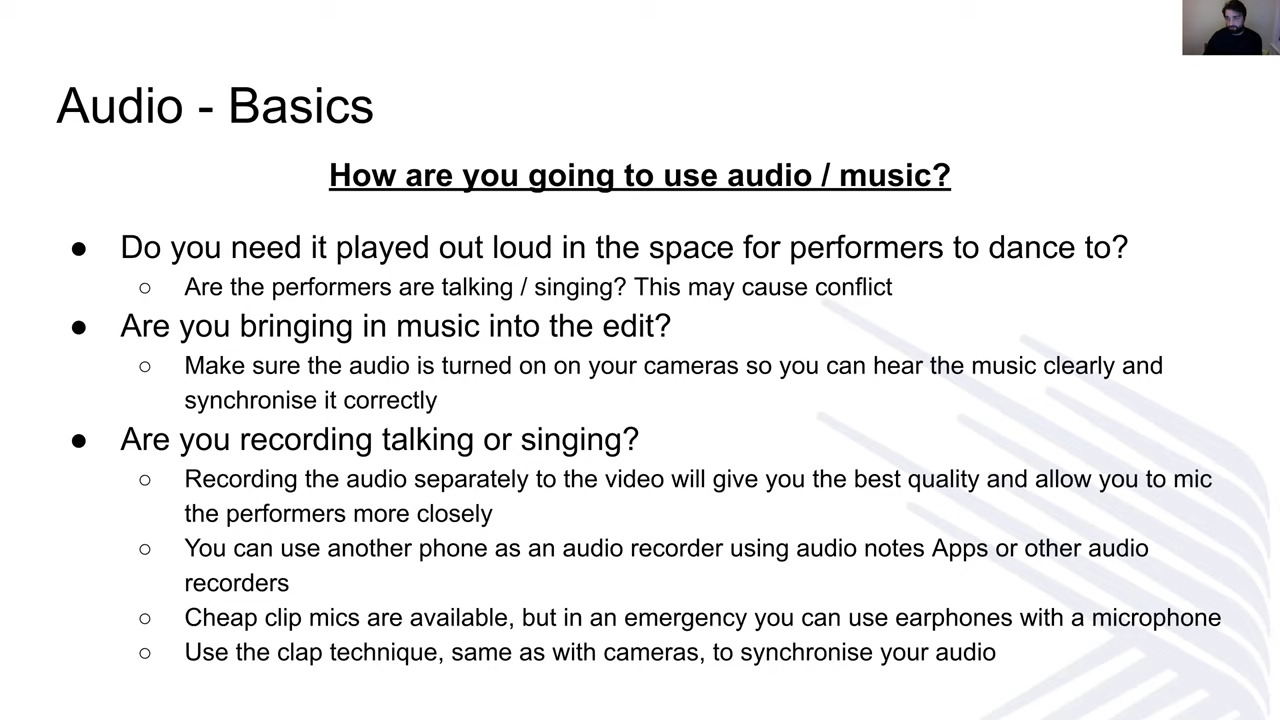 Audio - Basics
How are you going to use audio / music?
● Do you need it played out loud in the space for performers to dance to?
○ Are the performers are talking / singing? This may cause conflict
● Are you bringing in music into the edit?
○ Make sure the audio is turned on on your cameras so you can hear the music clearly and
synchronise it correctly
● Are you recording talking or singing?
○ Recording the audio separately to the video will give you the best quality and allow you to mic
the performers more closely
○ You can use another phone as an audio recorder using audio notes Apps or other audio
recorders
○ Cheap clip mics are available, but in an emergency you can use earphones with a microphone
○ Use the clap technique, same as with cameras, to synchronise your audio